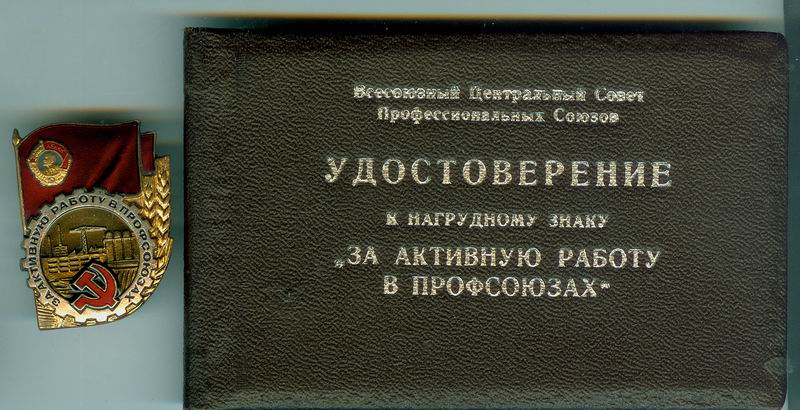 ЗА АКТИВНУЮ РАБОТУ В ПРОФСОЮЗАХ
Всесоюзный Центральный Совет
Профессиональных Союзов
УДОСТОВЕРЕНИЕ
К НАГРУДНОМУ ЗНАКУ
„ЗА АКТИВНУЮ РАБОТУ
В ПРОФСОЮЗАХ"